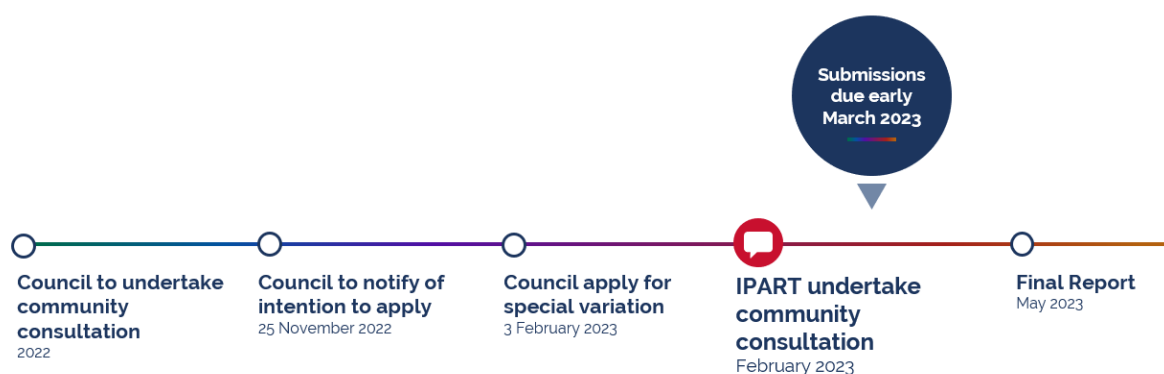 Submissions
due early
March 2023
Council to undertake
community
consultation
2022
Council to notify of
intention to apply
25 November 2022
Council apply for
special variation
3 February 2023
IPART undertake
community
consultation
February 2023
Final Report
May 2023